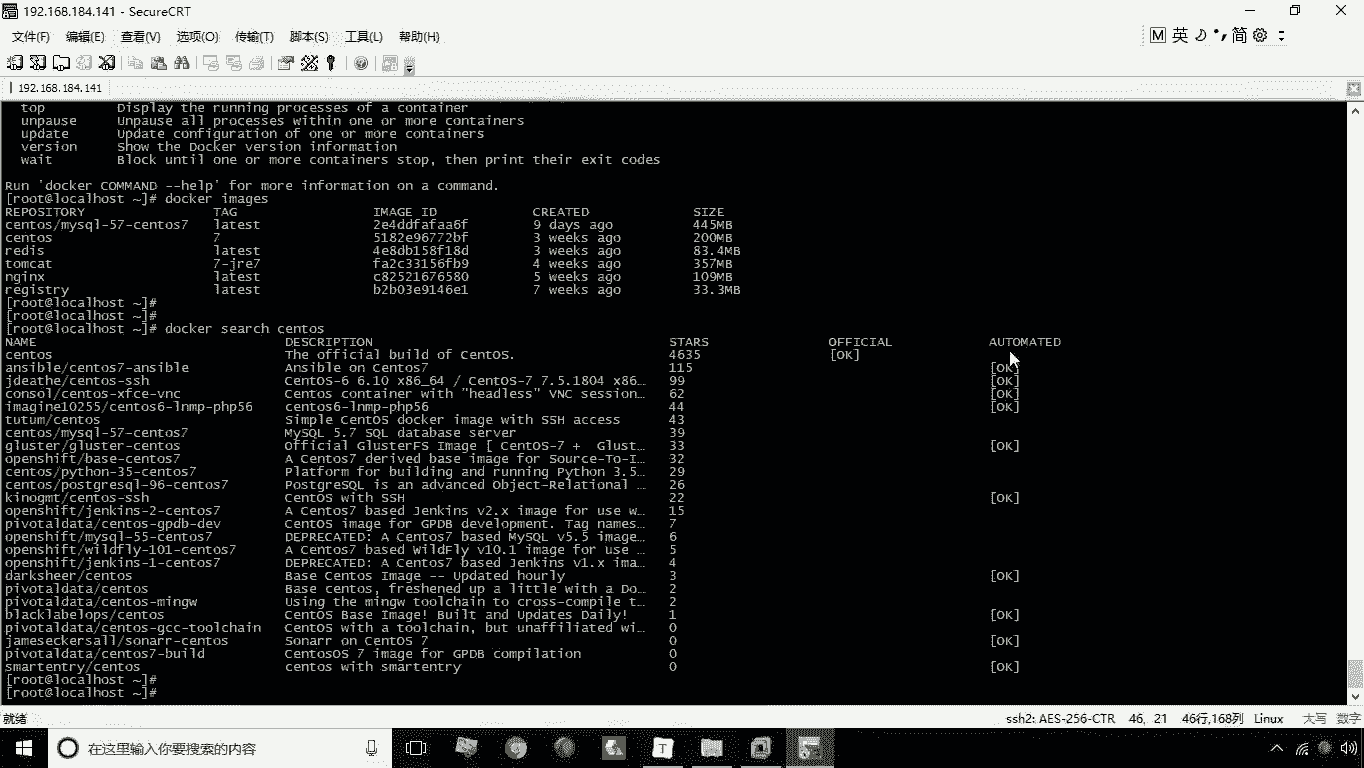 192.168.184.141 - SecureCRT
文件(F) 编辑(E) 查看(V) 选项(O) 传输(T) 脚本(S) 工具(L) 帮助(H)
M 英 简
192.168.184.141
top Display the running processes of a container
unpause Unpause all processes within one or more containers
update Update configuration of one or more containers
version Show the Docker version information
wait Block until one or more containers stop, then print their exit codes
Run 'docker COMMAND --help' for more information on a command.
[root@localhost ~]# docker images
REPOSITORY TAG IMAGE ID CREATED SIZE
centos/mysql-57-centos7 latest 2e4ddfafaa6f 9 days ago 445MB
centos 7 5182e96772bf 3 weeks ago 200MB
redis latest 4e8db158f18d 3 weeks ago 83.4MB
tomcat 7-jre7 fa2c33156fb9 4 weeks ago 357MB
nginx latest c82521676580 5 weeks ago 109MB
registry latest b2b03e9146e1 7 weeks ago 33.3MB
[root@localhost ~]#
[root@localhost ~]#
[root@localhost ~]# docker search centos
NAME DESCRIPTION STARS OFFICIAL AUTOMATED
centos The official build of CentOS. 4635 [OK]
ansible/centos7-ansible Ansible on Centos7 115 [OK]
jdeathe/centos-ssh CentOS-6 6.10 x86_64 / CentOS-7 7.5.1804 x86… 99 [OK]
consol/centos-xfce-vnc Centos container with "headless" VNC session… 62 [OK]
imagine10255/centos6-lnmp-php56 centos6-lnmp-php56 44 [OK]
tutum/centos Simple CentOS docker image with SSH access 43
centos/mysql-57-centos7 MySQL 5.7 SQL database server 39
gluster/gluster-centos Official GlusterFS Image [ CentOS-7 + Glust… 33 [OK]
openshift/base-centos7 A Centos7 derived base image for Source-To-I… 32
centos/python-35-centos7 Platform for building and running Python 3.5… 29
centos/postgresql-96-centos7 PostgreSQL is an advanced Object-Relational … 26
kinogmt/centos-ssh CentOS with SSH 22 [OK]
openshift/jenkins-2-centos7 A Centos7 based Jenkins v2.x image for use w… 15
pivotaldata/centos-gpdb-dev CentOS image for GPDB development. Tag names… 7
openshift/mysql-55-centos7 DEPRECATED: A Centos7 based MySQL v5.5 image… 6
openshift/wildfly-101-centos7 A Centos7 based WildFly v10.1 image for use … 5
openshift/jenkins-1-centos7 DEPRECATED: A Centos7 based Jenkins v1.x ima… 4
darksheer/centos Base Centos Image -- Updated hourly 3 [OK]
pivotaldata/centos Base centos, freshened up a little with a Do… 2
pivotaldata/centos-mingw Using the mingw toolchain to cross-compile t… 2
blacklabelops/centos CentOS Base Image! Built and Updates Daily! 1 [OK]
pivotaldata/centos-gcc-toolchain CentOS with a toolchain, but unaffiliated wi… 0
jameseckersall/sonarr-centos Sonarr on CentOS 7 0 [OK]
pivotaldata/centos7-build CentosOS 7 image for GPDB compilation 0
smartentry/centos centos with smartentry 0 [OK]
[root@localhost ~]#
[root@localhost ~]#
就绪 ssh2: AES-256-CTR 46, 21 46行,168列 Linux 大写 数字
在这里输入你要搜索的内容
T